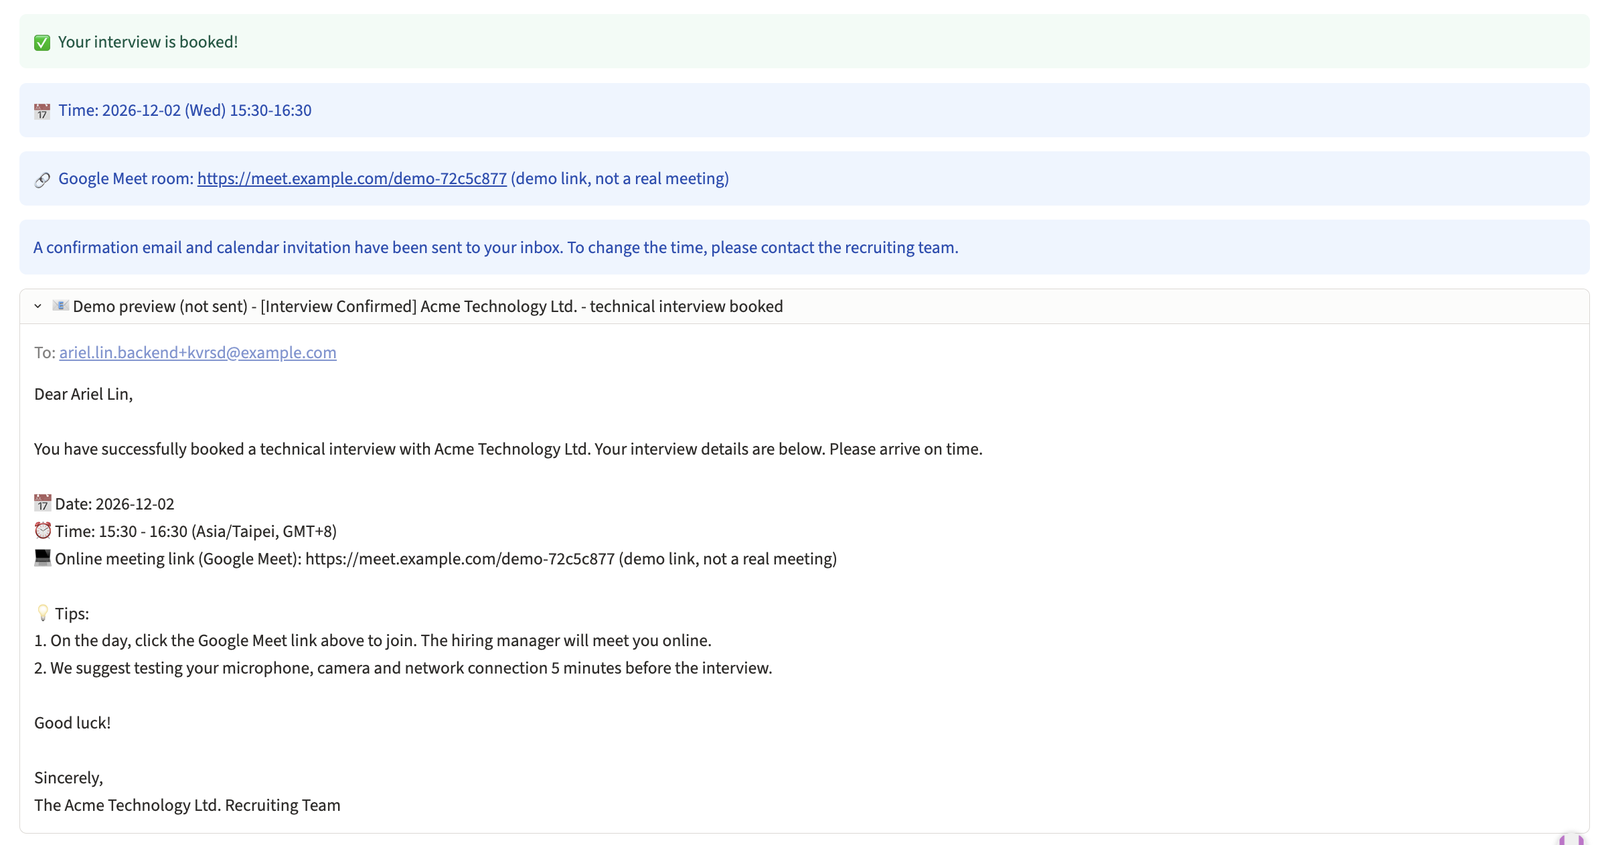 ✅ Your interview is booked!
📅 Time: 2026-12-02 (Wed) 15:30-16:30
🔗 Google Meet room: https://meet.example.com/demo-72c5c877 (demo link, not a real meeting)
A confirmation email and calendar invitation have been sent to your inbox. To change the time, please contact the recruiting team.
📧 Demo preview (not sent) - [Interview Confirmed] Acme Technology Ltd. - technical interview booked
To: ariel.lin.backend+kvrsd@example.com
Dear Ariel Lin,
You have successfully booked a technical interview with Acme Technology Ltd. Your interview details are below. Please arrive on time.
📅 Date: 2026-12-02
⏰ Time: 15:30 - 16:30 (Asia/Taipei, GMT+8)
💻 Online meeting link (Google Meet): https://meet.example.com/demo-72c5c877 (demo link, not a real meeting)
💡 Tips:
1. On the day, click the Google Meet link above to join. The hiring manager will meet you online.
2. We suggest testing your microphone, camera and network connection 5 minutes before the interview.
Good luck!
Sincerely,
The Acme Technology Ltd. Recruiting Team